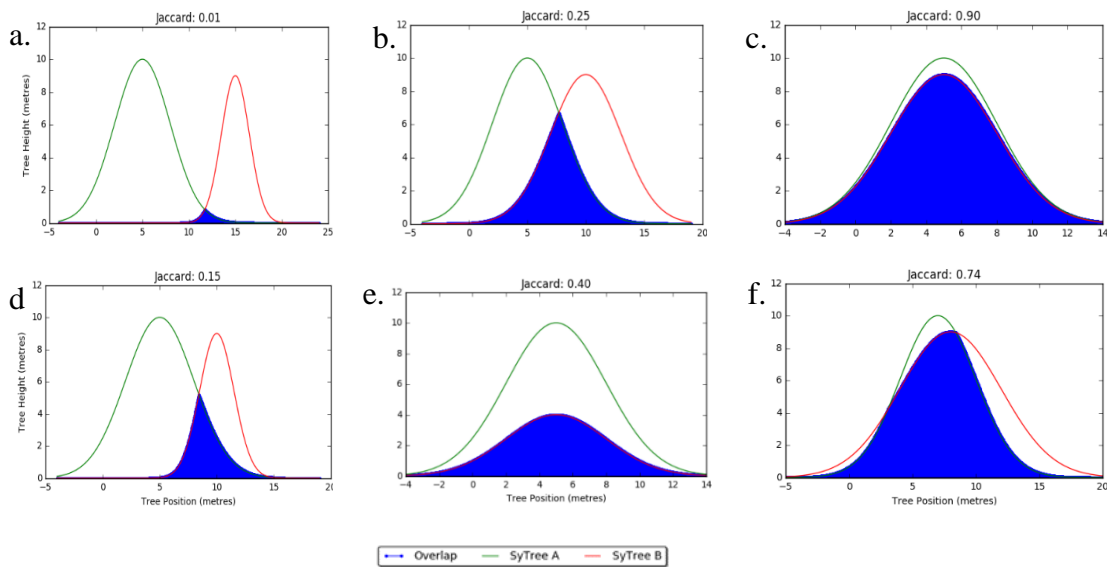 Jaccard: 0.01
a.
12
10
8
6
4
2
0
Tree Height (metres)
-5 0 5 10 15 20 25
Jaccard: 0.25
b.
12
10
8
6
4
2
0
-5 0 5 10 15 20
Jaccard: 0.90
c.
12
10
8
6
4
2
0
-4 -2 0 2 4 6 8 10 12 14
Jaccard: 0.15
d
12
10
8
6
4
2
0
Tree Height (metres)
-5 0 5 10 15 20
Tree Position (metres)
Jaccard: 0.40
e.
12
10
8
6
4
2
0
-4 -2 0 2 4 6 8 10 12 14
Tree Position (metres)
Jaccard: 0.74
f.
12
10
8
6
4
2
0
-5 0 5 10 15 20
Tree Position (metres)
Overlap SyTree A SyTree B